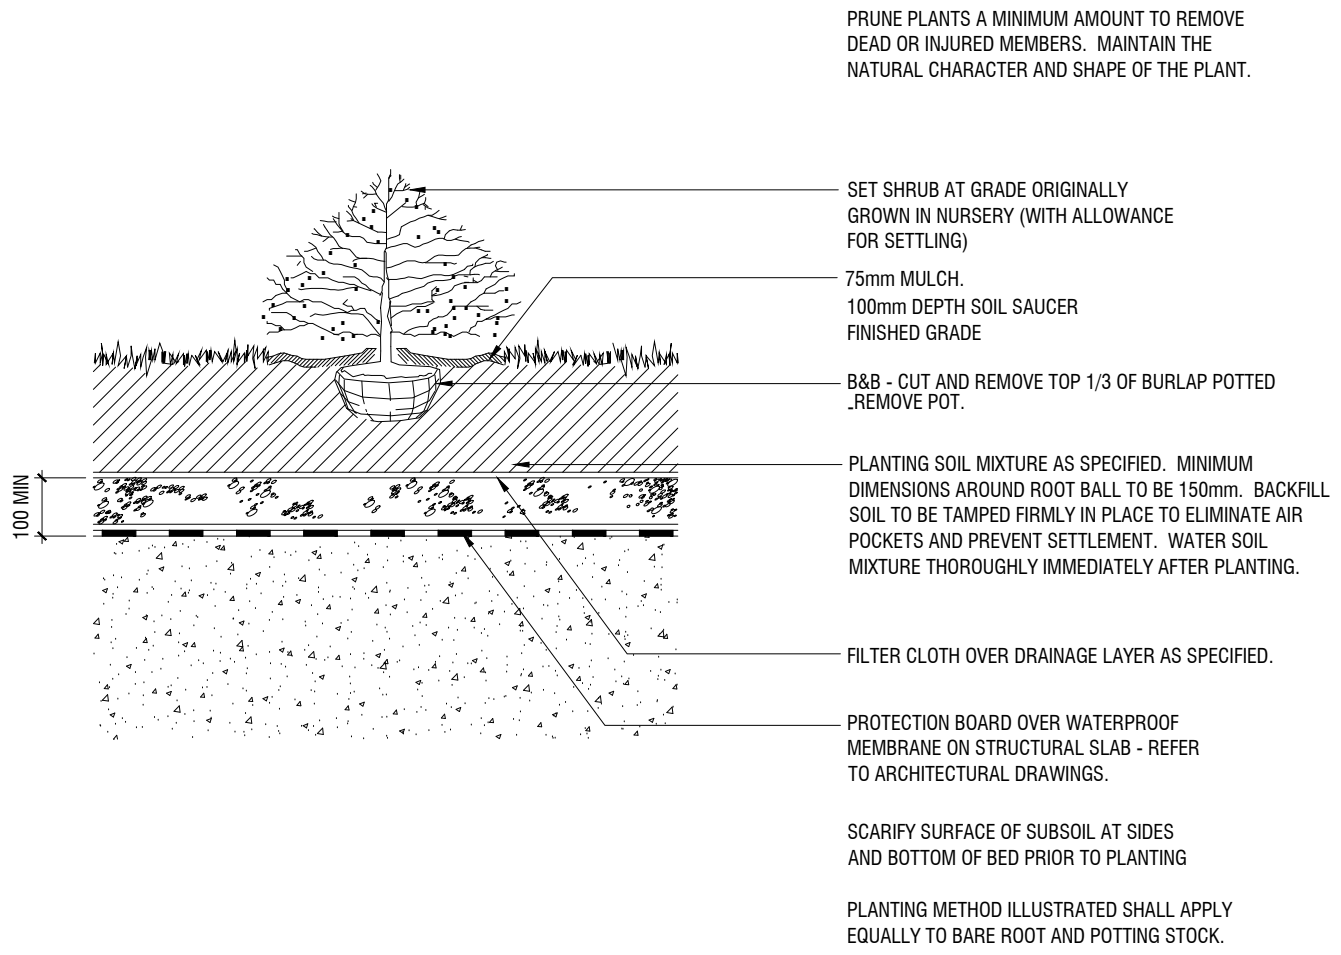 PRUNE PLANTS A MINIMUM AMOUNT TO REMOVE
DEAD OR INJURED MEMBERS. MAINTAIN THE
NATURAL CHARACTER AND SHAPE OF THE PLANT.
SET SHRUB AT GRADE ORIGINALLY
GROWN IN NURSERY (WITH ALLOWANCE
FOR SETTLING)
75mm MULCH.
100mm DEPTH SOIL SAUCER
FINISHED GRADE
B&B - CUT AND REMOVE TOP 1/3 OF BURLAP POTTED
-REMOVE POT.
PLANTING SOIL MIXTURE AS SPECIFIED. MINIMUM
DIMENSIONS AROUND ROOT BALL TO BE 150mm. BACKFILL
SOIL TO BE TAMPED FIRMLY IN PLACE TO ELIMINATE AIR
POCKETS AND PREVENT SETTLEMENT. WATER SOIL
MIXTURE THOROUGHLY IMMEDIATELY AFTER PLANTING.
100 MIN
FILTER CLOTH OVER DRAINAGE LAYER AS SPECIFIED.
PROTECTION BOARD OVER WATERPROOF
MEMBRANE ON STRUCTURAL SLAB - REFER
TO ARCHITECTURAL DRAWINGS.
SCARIFY SURFACE OF SUBSOIL AT SIDES
AND BOTTOM OF BED PRIOR TO PLANTING
PLANTING METHOD ILLUSTRATED SHALL APPLY
EQUALLY TO BARE ROOT AND POTTING STOCK.